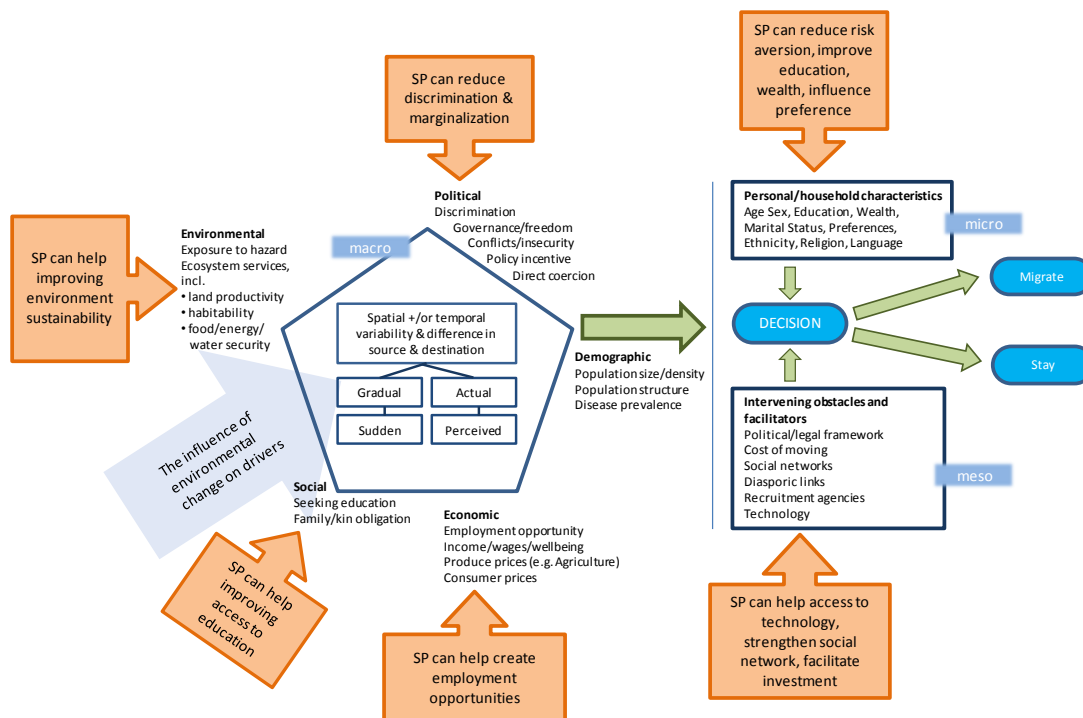 SP can reduce risk
aversion, improve
education,
wealth, influence
preference
SP can reduce
discrimination &
marginalization
SP can help
improving
environment
sustainability
Environmental
Exposure to hazard
Ecosystem services,
incl.
• land productivity
• habitability
• food/energy/
water security
macro
Political
Discrimination
Governance/freedom
Conflicts/insecurity
Policy incentive
Direct coercion
Spatial +/or temporal
variability & difference in
source & destination
Gradual
Actual
Sudden
Perceived
Demographic
Population size/density
Population structure
Disease prevalence
The influence of
environmental
change on drivers
Social
Seeking education
Family/kin obligation
Economic
Employment opportunity
Income/wages/wellbeing
Produce prices (e.g. Agriculture)
Consumer prices
SP can help
improving
access to
education
SP can help create
employment
opportunities
Personal/household characteristics
Age Sex, Education, Wealth,
Marital Status, Preferences,
Ethnicity, Religion, Language
micro
DECISION
Migrate
Stay
Intervening obstacles and
facilitators
Political/legal framework
Cost of moving
Social networks
Diasporic links
Recruitment agencies
Technology
meso
SP can help access to
technology,
strengthen social
network, facilitate
investment